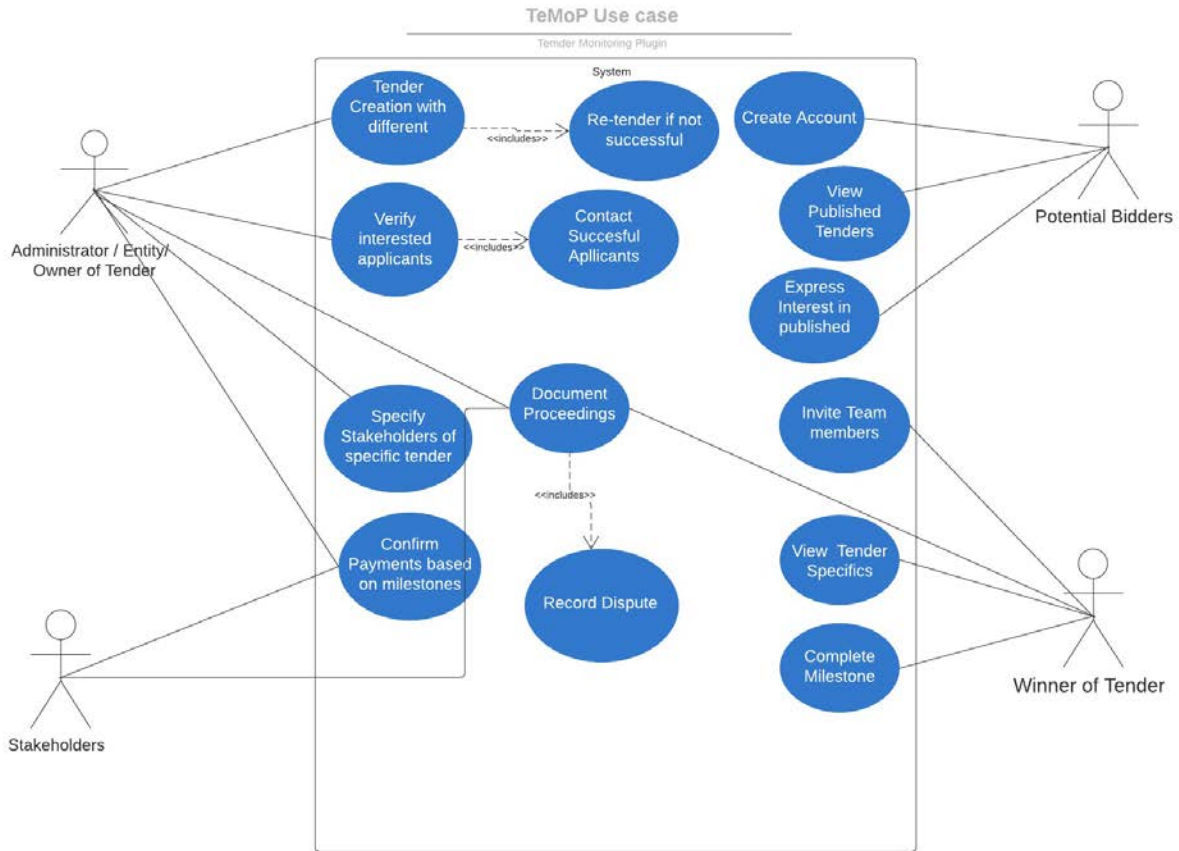 TeMoP Use case
Temder Monitoring Plugin
System
Tender
Creation with
different
<<includes>>
Re-tender if not
successful
Create Account
Verify
interested
applicants
<<includes>>
Contact
Succesful
Apllicants
View
Published
Tenders
Potential Bidders
Administrator / Entity/
Owner of Tender
Express
Interest in
published
Specify
Stakeholders of
specific tender
Document
Proceedings
Invite Team
members
<<includes>>
Confirm
Payments based
on milestones
Record Dispute
View Tender
Specifics
Complete
Milestone
Winner of Tender
Stakeholders